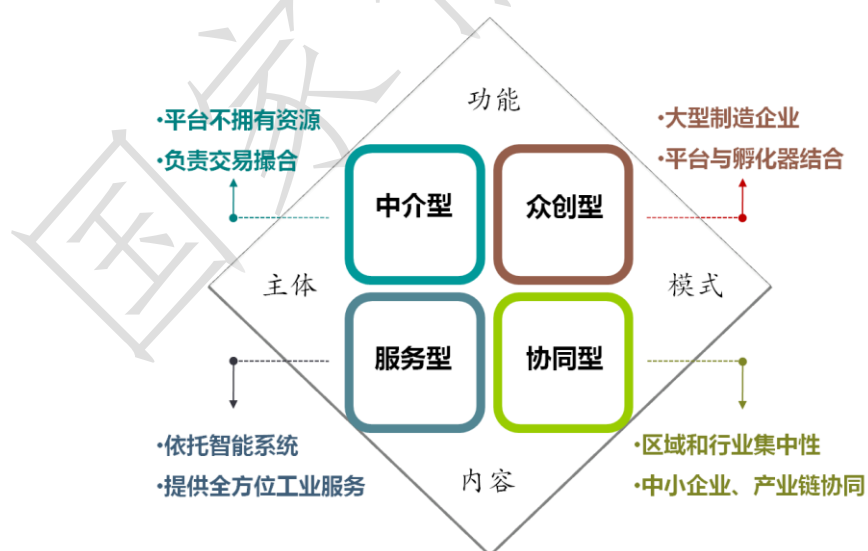 功能
·平台不拥有资源
·负责交易撮合
·大型制造企业
·平台与孵化器结合
中介型
众创型
主体
模式
服务型
协同型
·依托智能系统
·提供全方位工业服务
·区域和行业集中性
·中小企业、产业链协同
内容
国家